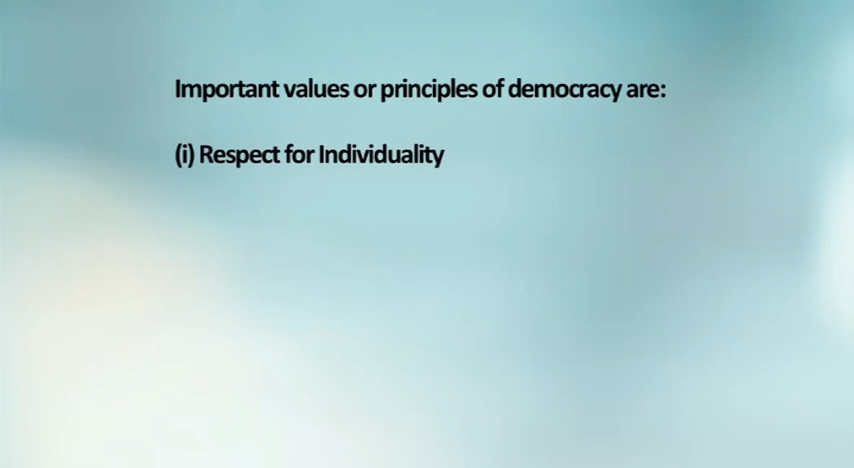 Important values or principles of democracy are:
(i) Respect for Individuality